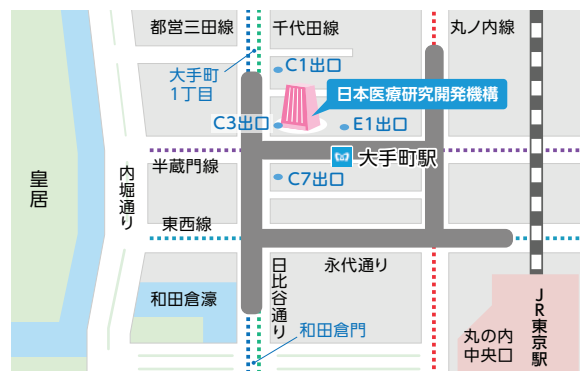 都営三田線
千代田線
丸ノ内線
大手町
1丁目
C1出口
日本医療研究開発機構
C3出口
E1出口
大手町駅
半蔵門線
C7出口
皇居
内堀通り
東西線
日比谷通り
永代通り
和田倉濠
和田倉門
JR東京駅
丸の内
中央口